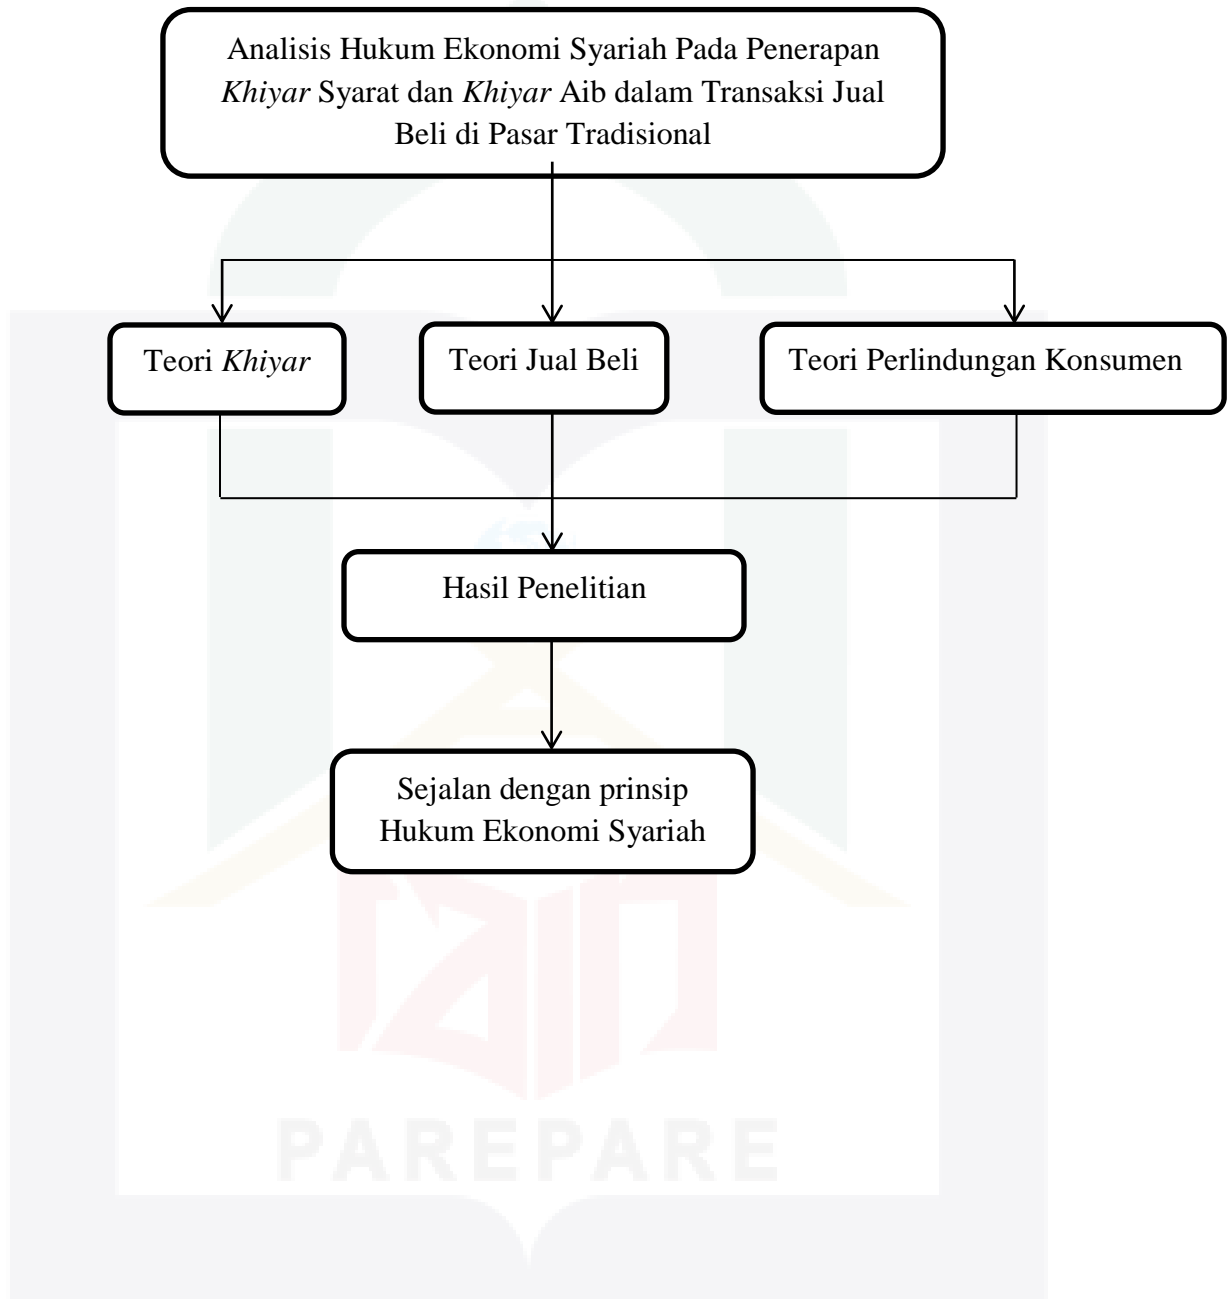 Analisis Hukum Ekonomi Syariah Pada Penerapan
Khiyar Syarat dan Khiyar Aib dalam Transaksi Jual
Beli di Pasar Tradisional
Teori Khiyar
Teori Jual Beli
Teori Perlindungan Konsumen
Hasil Penelitian
Sejalan dengan prinsip
Hukum Ekonomi Syariah
iain
PAREPARE